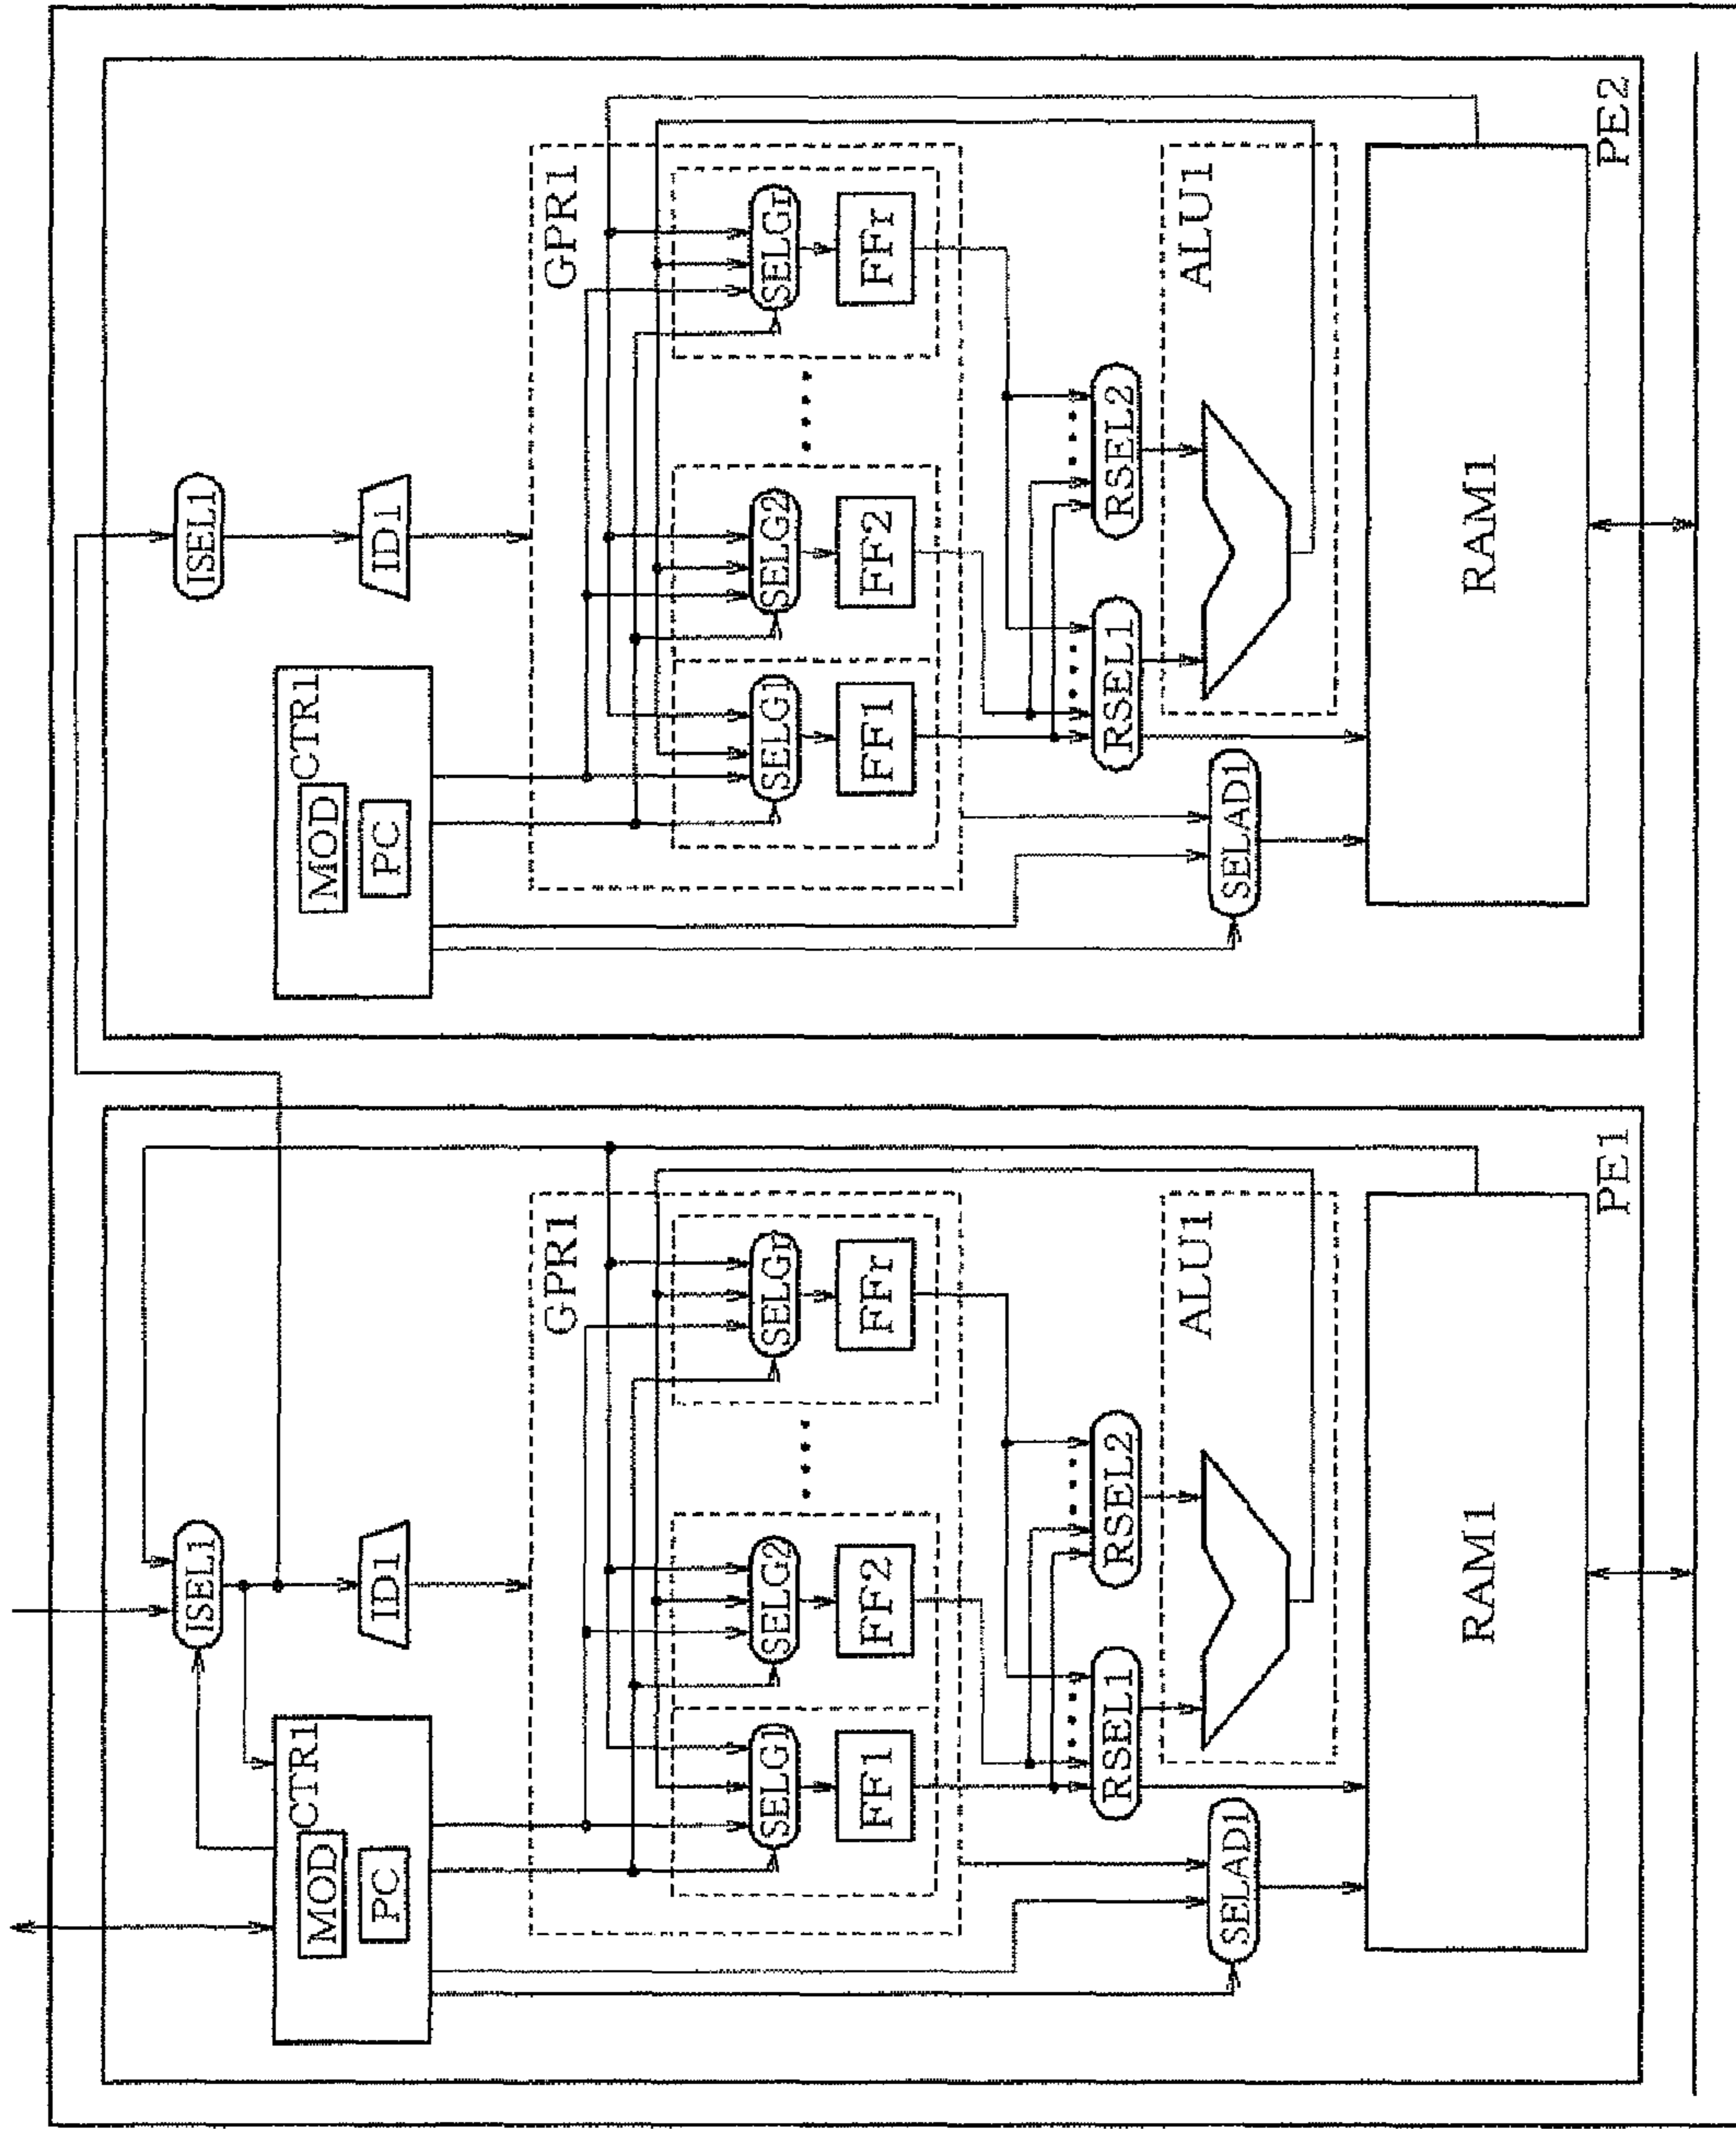 ISEL1
CTR1
MOD
PC
ID1
GPR1
SELG1
SELG2
SELGr
FF1
FF2
FFr
RSEL1
RSEL2
SELAD1
ALU1
RAM1
PE1
ISEL1
CTR1
MOD
PC
ID1
GPR1
SELG1
SELG2
SELGr
FF1
FF2
FFr
RSEL1
RSEL2
SELAD1
ALU1
RAM1
PE2